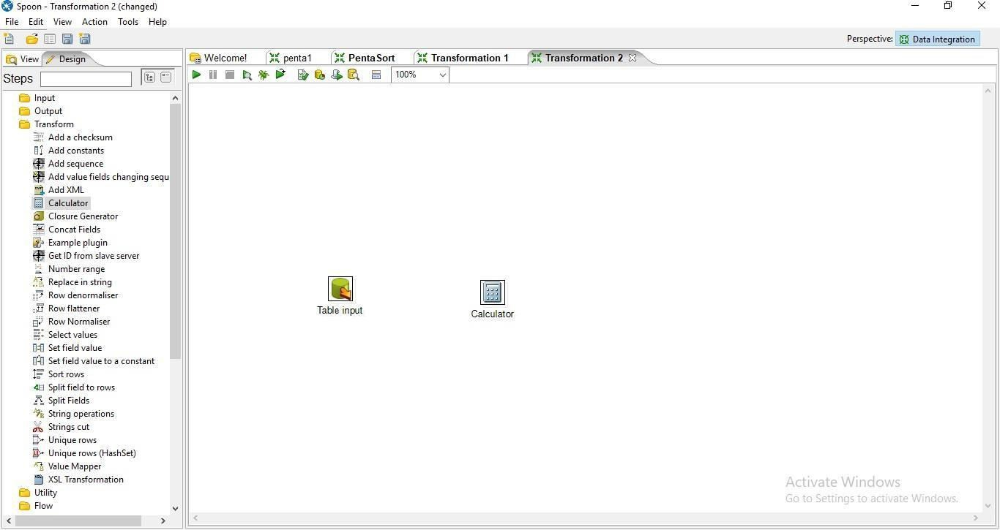 Spoon - Transformation 2 (changed)
File Edit View Action Tools Help
Perspective: Data Integration
View Design
Welcome! penta1 PentaSort Transformation 1 Transformation 2
Steps
100%
Input
Output
Transform
Add a checksum
Add constants
Add sequence
Add value fields changing sequ
Add XML
Calculator
Closure Generator
Concat Fields
Example plugin
Get ID from slave server
Number range
Replace in string
Row denormaliser
Row flattener
Row Normaliser
Select values
Set field value
Set field value to a constant
Sort rows
Split field to rows
Split Fields
String operations
Strings cut
Unique rows
Unique rows (HashSet)
Value Mapper
XSL Transformation
Utility
Flow
Table input
Calculator
Activate Windows
Go to Settings to activate Windows.